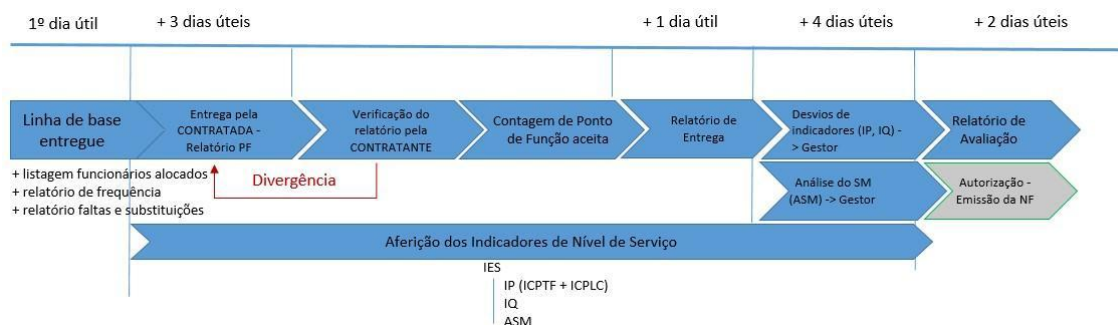 1º dia útil
+ 3 dias úteis
+ 1 dia útil
+ 4 dias úteis
+ 2 dias úteis
Linha de base
entregue
Entrega pela
CONTRATADA -
Relatório PF
Verificação do
relatório pela
CONTRATANTE
Contagem de Ponto
de Função aceita
Relatório de
Entrega
Desvios de
indicadores (IP, IQ) -
> Gestor
Relatório de
Avaliação
+ listagem funcionários alocados
+ relatório de frequência
+ relatório faltas e substituições
Divergência
Análise do SM
(ASM) -> Gestor
Autorização -
Emissão da NF
Aferição dos Indicadores de Nível de Serviço
IES
IP (ICPTF + ICPLC)
IQ
ASM